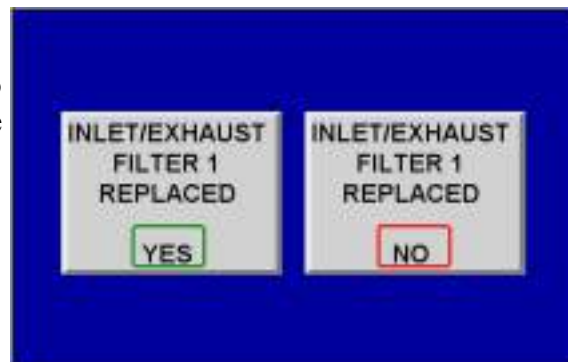 INLET/EXHAUST
FILTER 1
REPLACED
YES
INLET/EXHAUST
FILTER 1
REPLACED
NO